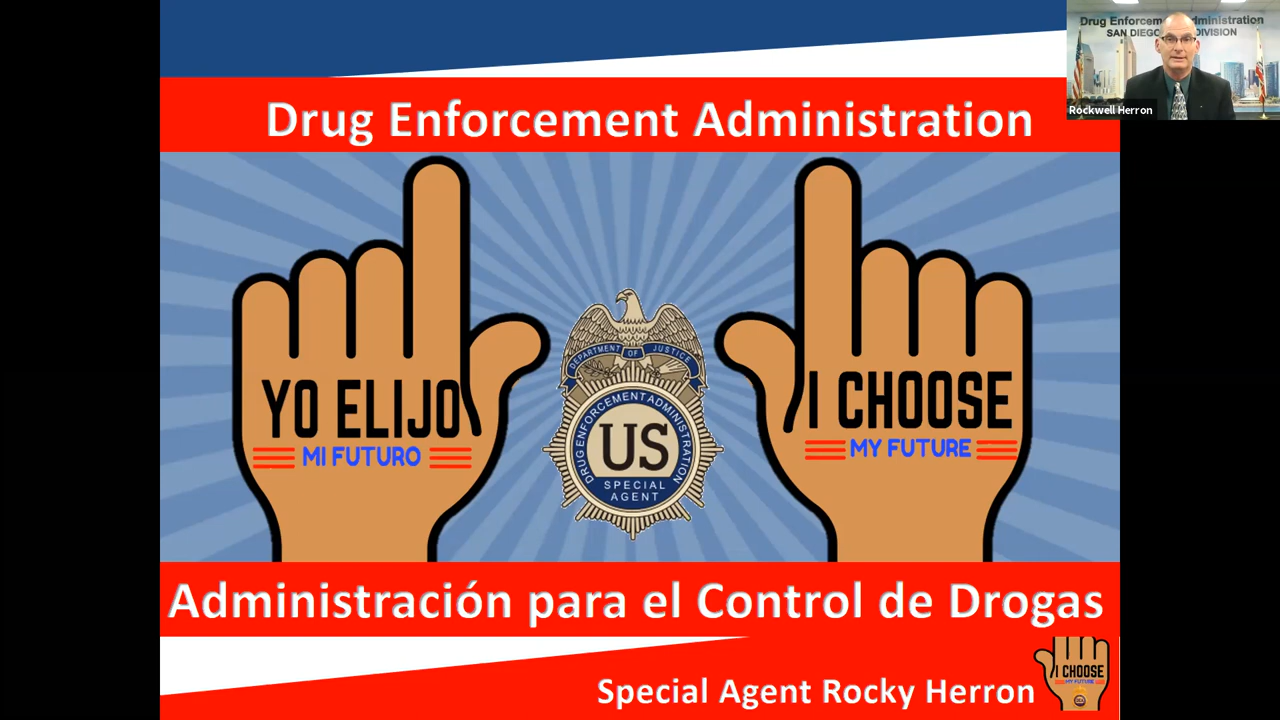 Drug Enforcement Administration
SAN DIEGO DIVISION
Rockwell Herron
Drug Enforcement Administration
YO ELIJO
MI FUTURO
I CHOOSE
MY FUTURE
DEPARTMENT OF JUSTICE
DRUG ENFORCEMENT ADMINISTRATION
US
SPECIAL
AGENT
Administración para el Control de Drogas
Special Agent Rocky Herron
I CHOOSE
MY FUTURE